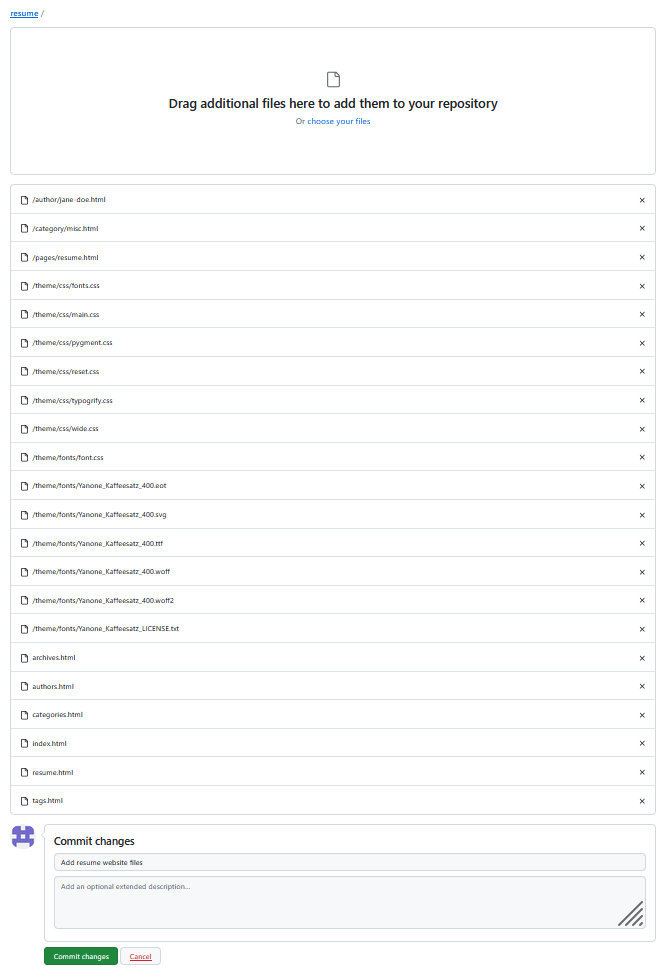 resume /
Drag additional files here to add them to your repository
Or choose your files
/author/jane-doe.html
/category/misc.html
/pages/resume.html
/theme/css/fonts.css
/theme/css/main.css
/theme/css/pygment.css
/theme/css/reset.css
/theme/css/typogrify.css
/theme/css/wide.css
/theme/fonts/font.css
/theme/fonts/Yanone_Kaffeesatz_400.eot
/theme/fonts/Yanone_Kaffeesatz_400.svg
/theme/fonts/Yanone_Kaffeesatz_400.ttf
/theme/fonts/Yanone_Kaffeesatz_400.woff
/theme/fonts/Yanone_Kaffeesatz_400.woff2
/theme/fonts/Yanone_Kaffeesatz_LICENSE.txt
archives.html
authors.html
categories.html
index.html
resume.html
tags.html
Commit changes
Add resume website files
Add an optional extended description...
Commit changes Cancel